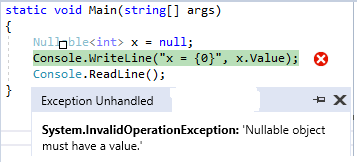 static void Main(string[] args)
{
Nullable<int> x = null;
Console.WriteLine("x = {0}", x.Value);
Console.ReadLine();
}
Exception Unhandled
System.InvalidOperationException: 'Nullable object
must have a value.'